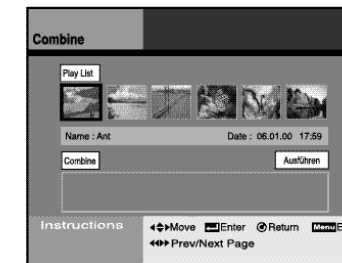 Combine
Play List
Name : Ant
Date : 06.01.00 17:59
Combine
Ausführen
Instructions
Move Enter Return Menu E
Prev/Next Page